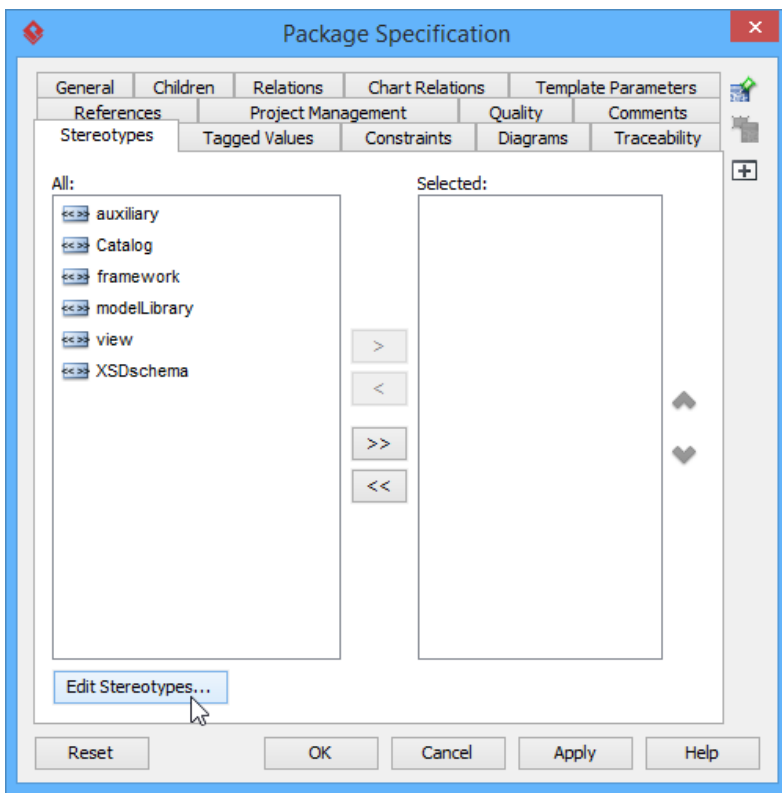 Package Specification
General Children Relations Chart Relations Template Parameters
References Project Management Quality Comments
Stereotypes Tagged Values Constraints Diagrams Traceability
All: Selected:
<<>> auxiliary
<<>> Catalog
<<>> framework
<<>> modelLibrary
<<>> view
<<>> XSDschema
>
<
>>
<<
Edit Stereotypes...
Reset OK Cancel Apply Help